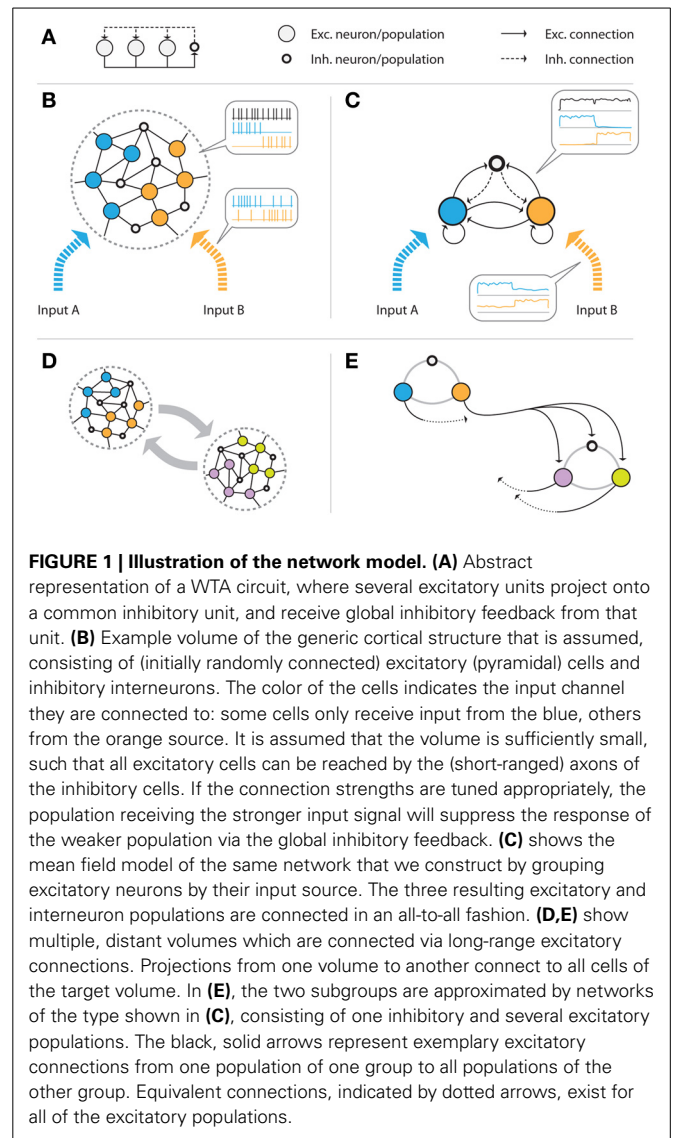 A
Exc. neuron/population
Exc. connection
Inh. neuron/population
Inh. connection
B
C
Input A
Input B
Input A
Input B
D
E
FIGURE 1 | Illustration of the network model. (A) Abstract
representation of a WTA circuit, where several excitatory units project onto
a common inhibitory unit, and receive global inhibitory feedback from that
unit. (B) Example volume of the generic cortical structure that is assumed,
consisting of (initially randomly connected) excitatory (pyramidal) cells and
inhibitory interneurons. The color of the cells indicates the input channel
they are connected to: some cells only receive input from the blue, others
from the orange source. It is assumed that the volume is sufficiently small,
such that all excitatory cells can be reached by the (short-ranged) axons of
the inhibitory cells. If the connection strengths are tuned appropriately, the
population receiving the stronger input signal will suppress the response of
the weaker population via the global inhibitory feedback. (C) shows the
mean field model of the same network that we construct by grouping
excitatory neurons by their input source. The three resulting excitatory and
interneuron populations are connected in an all-to-all fashion. (D,E) show
multiple, distant volumes which are connected via long-range excitatory
connections. Projections from one volume to another connect to all cells of
the target volume. In (E), the two subgroups are approximated by networks
of the type shown in (C), consisting of one inhibitory and several excitatory
populations. The black, solid arrows represent exemplary excitatory
connections from one population of one group to all populations of the
other group. Equivalent connections, indicated by dotted arrows, exist for
all of the excitatory populations.